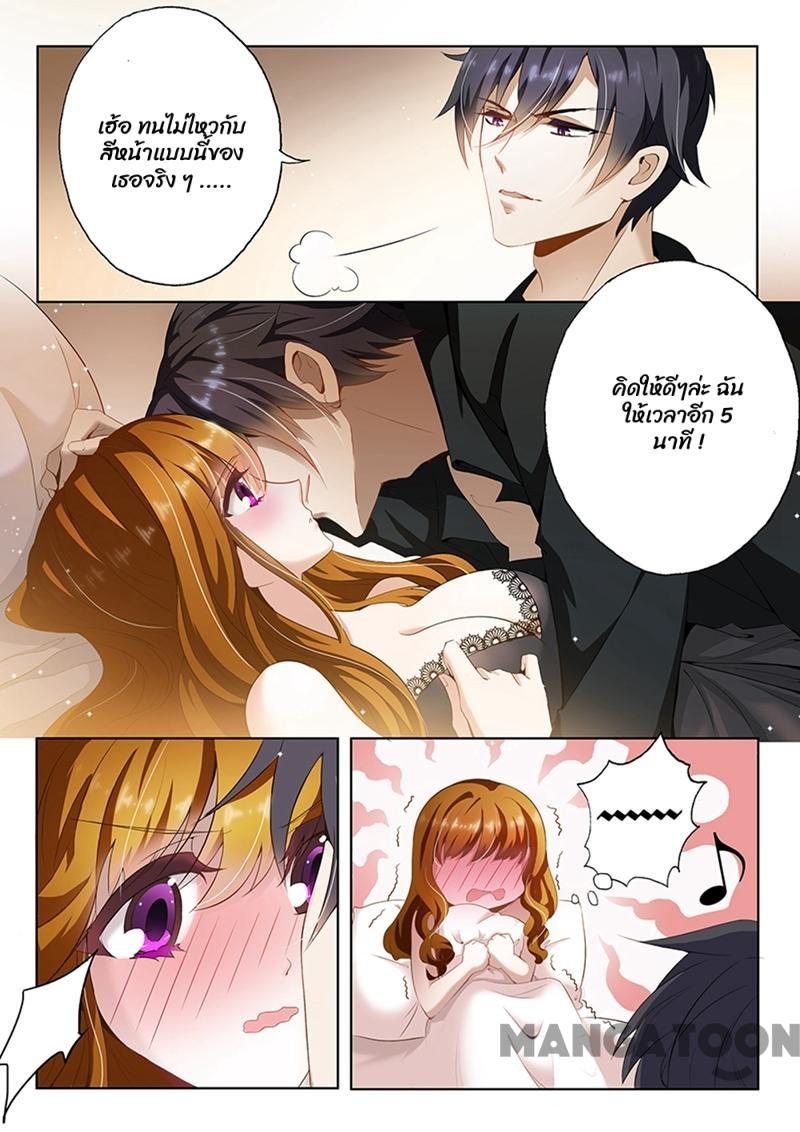 เฮ้อ ทนไม่ไหวกับ
สีหน้าแบบนี้ของ
เธอจริง ๆ .....
คิดให้ดีๆล่ะ ฉัน
ให้เวลาอีก 5
นาที !
MANGATOON